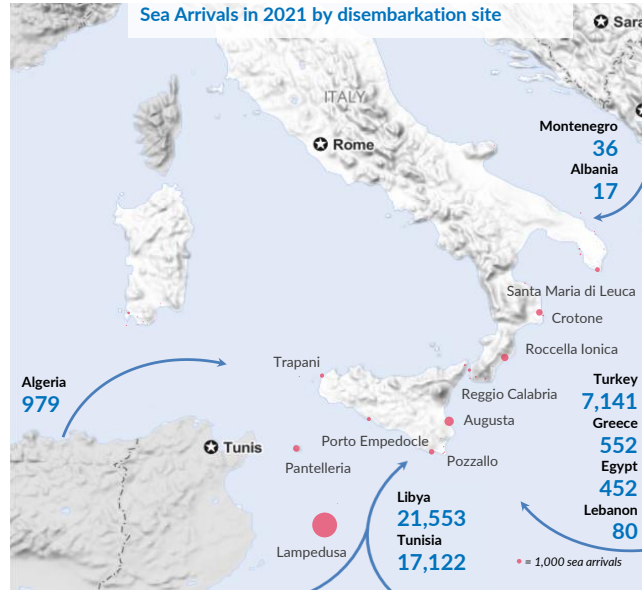 Sea Arrivals in 2021 by disembarkation site
Sara
ITALY
Montenegro
36
Albania
17
Rome
Santa Maria di Leuca
Crotone
Roccella Ionica
Trapani
Algeria
979
Reggio Calabria
Turkey
7,141
Augusta
Greece
552
Tunis
Porto Empedocle
Pozzallo
Pantelleria
Egypt
452
Libya
21,553
Lebanon
80
Tunisia
17,122
Lampedusa
= 1,000 sea arrivals